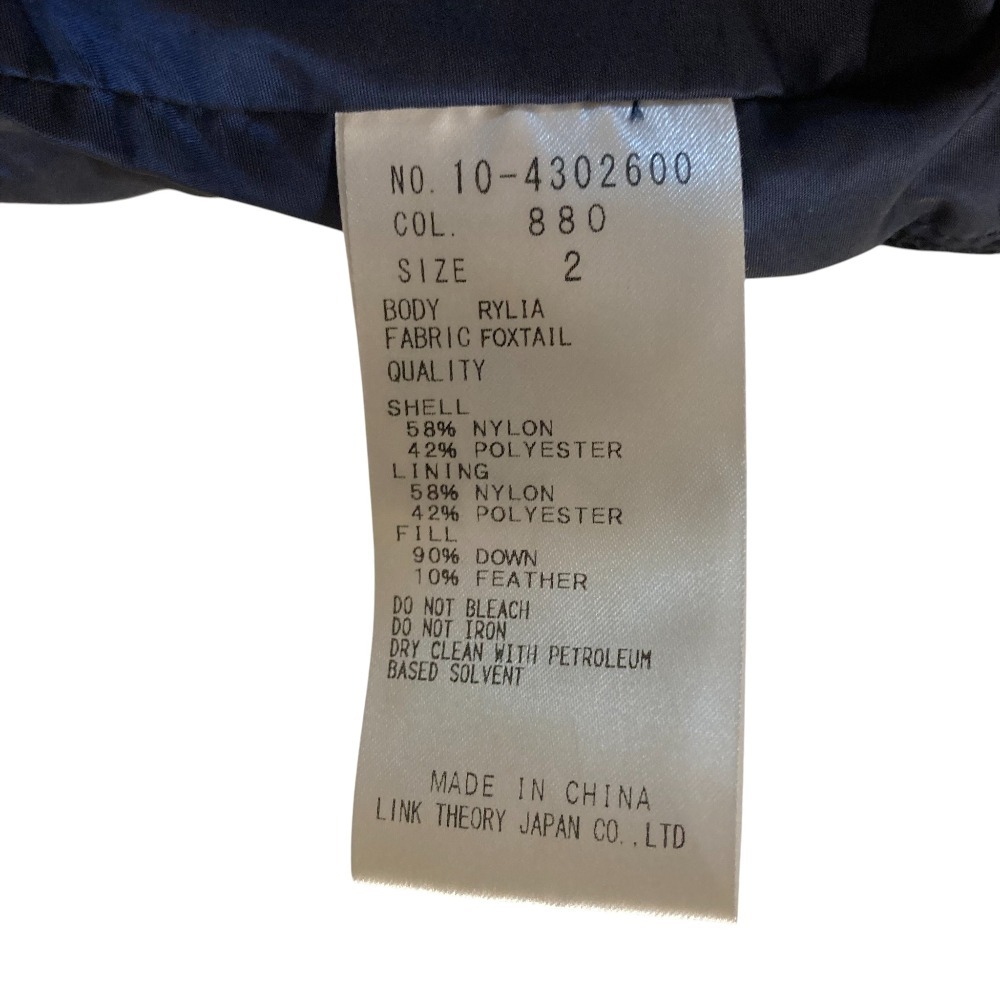 NO. 10-4302600
COL. 880
SIZE 2
BODY RYLIA
FABRIC FOXTAIL
QUALITY
SHELL
58% NYLON
42% POLYESTER
LINING
58% NYLON
42% POLYESTER
FILL
90% DOWN
10% FEATHER
DO NOT BLEACH
DO NOT IRON
DRY CLEAN WITH PETROLEUM
BASED SOLVENT
MADE IN CHINA
LINK THEORY JAPAN CO.,LTD